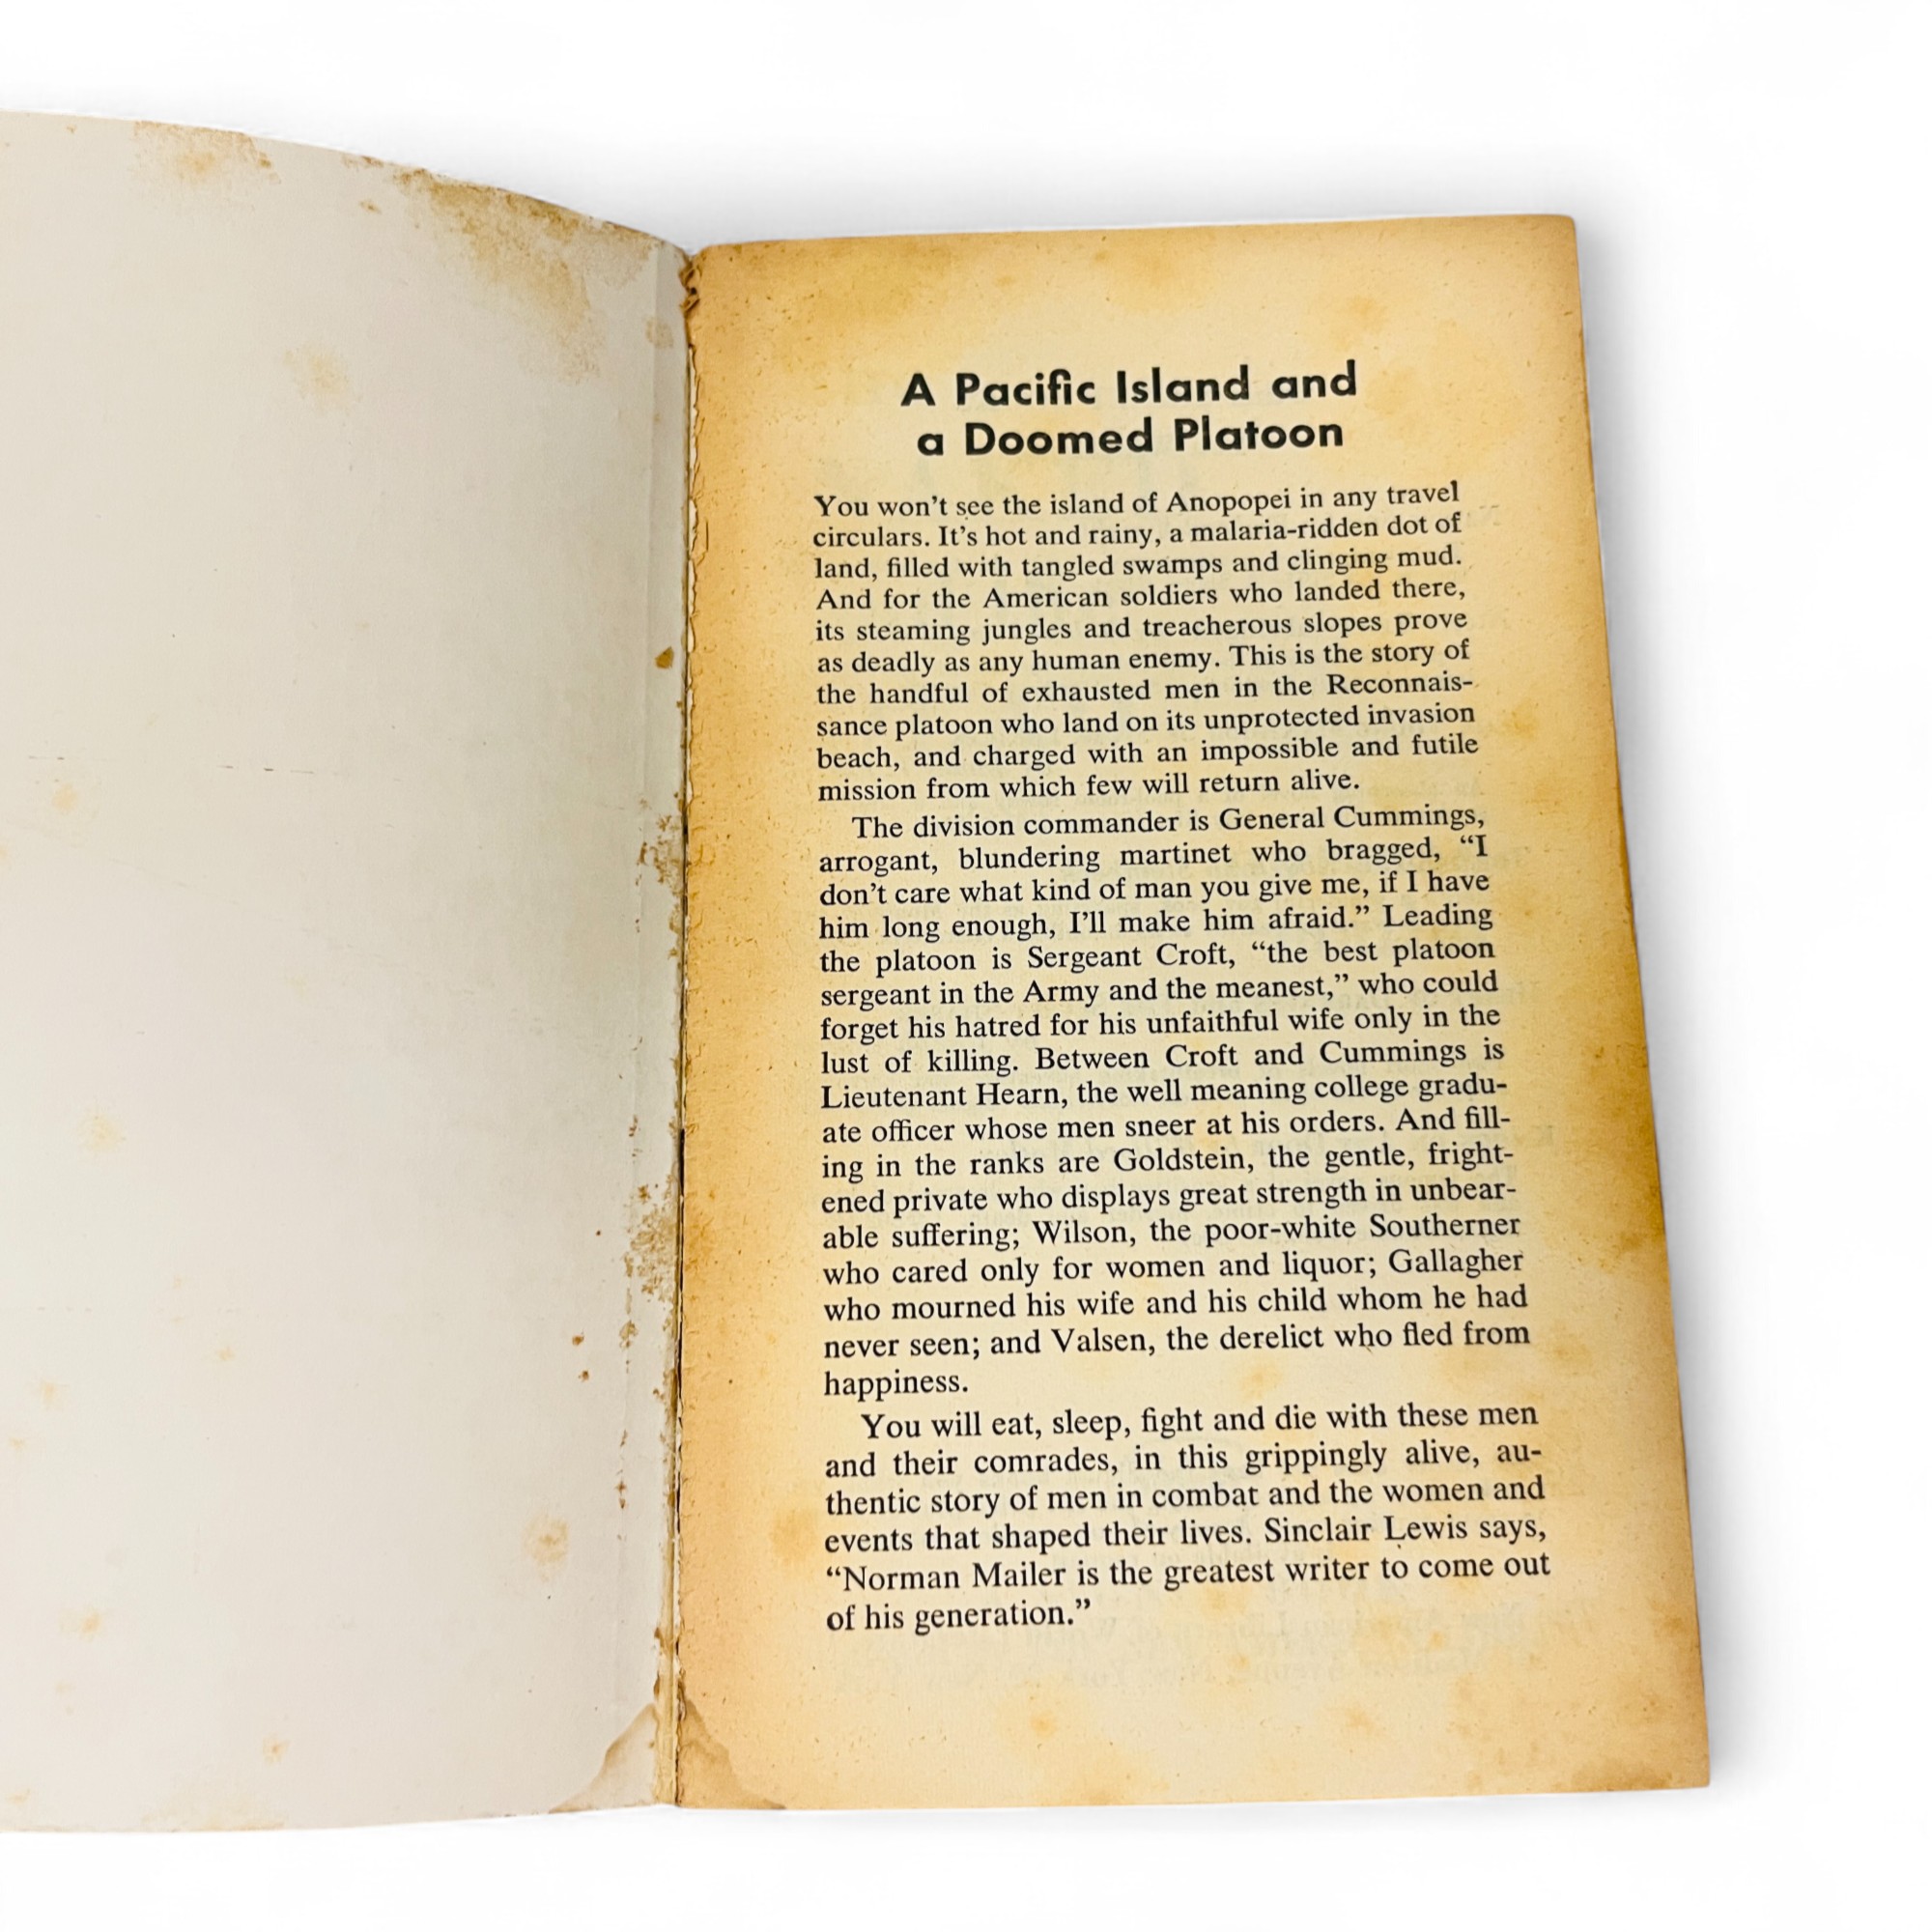 A Pacific Island and
a Doomed Platoon
You won't see the island of Anopopei in any travel
circulars. It's hot and rainy, a malaria-ridden dot of
land, filled with tangled swamps and clinging mud.
And for the American soldiers who landed there,
its steaming jungles and treacherous slopes prove
as deadly as any human enemy. This is the story of
the handful of exhausted men in the Reconnais-
sance platoon who land on its unprotected invasion
beach, and charged with an impossible and futile
mission from which few will return alive.
The division commander is General Cummings,
arrogant, blundering martinet who bragged, “I
don't care what kind of man you give me, if I have
him long enough, I'll make him afraid.” Leading
the platoon is Sergeant Croft, “the best platoon
sergeant in the Army and the meanest,” who could
forget his hatred for his unfaithful wife only in the
lust of killing. Between Croft and Cummings is
Lieutenant Hearn, the well meaning college gradu-
ate officer whose men sneer at his orders. And fill-
ing in the ranks are Goldstein, the gentle, fright-
ened private who displays great strength in unbear-
able suffering; Wilson, the poor-white Southerner
who cared only for women and liquor; Gallagher
who mourned his wife and his child whom he had
never seen; and Valsen, the derelict who fled from
happiness.
You will eat, sleep, fight and die with these men
and their comrades, in this grippingly alive, au-
thentic story of men in combat and the women and
events that shaped their lives. Sinclair Lewis says,
“Norman Mailer is the greatest writer to come out
of his generation.”